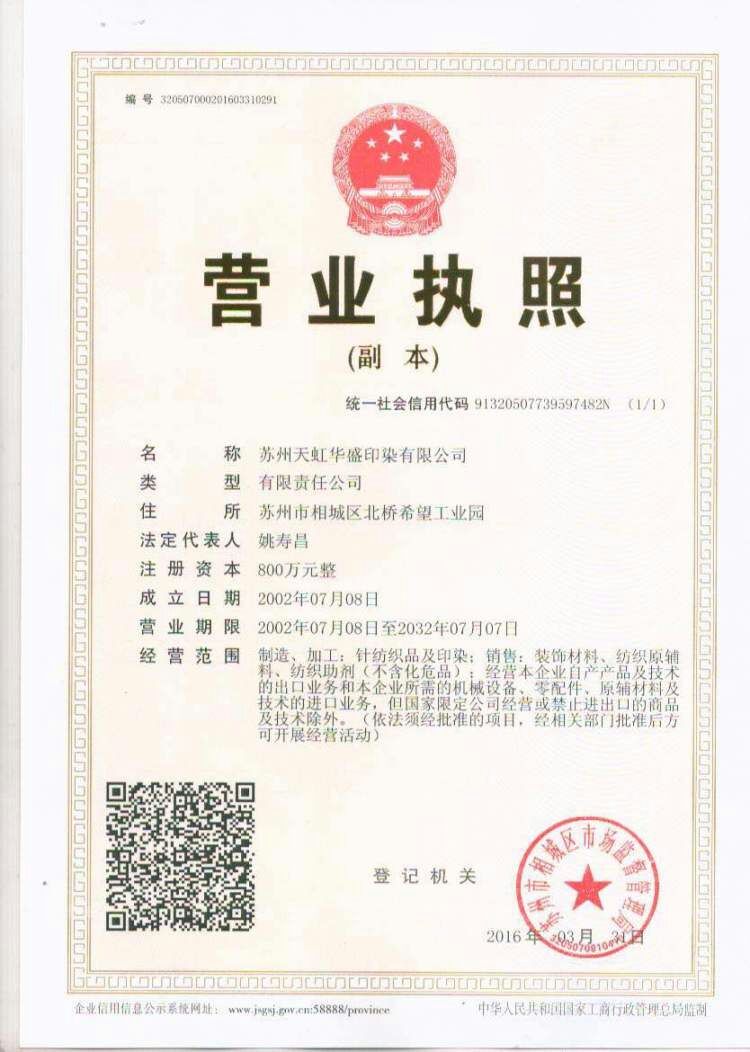 编 号 320507000201603310291
营业执照
(副 本)
统一社会信用代码 91320507739597482N (1/1)
名 称 苏州天虹华盛印染有限公司
类 型 有限责任公司
住 所 苏州市相城区北桥希望工业园
法定代表人 姚寿昌
注册资本 800万元整
成立日期 2002年07月08日
营业期限 2002年07月08日至2032年07月07日
经营范围 制造、加工：针纺织品及印染；销售：装饰材料、纺织原辅
料、纺织助剂（不含化危品）；经营本企业自产产品及技术
的出口业务和本企业所需的机械设备、零配件、原辅材料及
技术的进口业务，但国家限定公司经营或禁止进出口的商品
及技术除外。（依法须经批准的项目，经相关部门批准后方
可开展经营活动）
登记机关
苏州市相城区市场监督管理局
2016年 03月 31日
企业信用信息公示系统网址： www.jsgsj.gov.cn:58888/province
中华人民共和国国家工商行政管理总局监制